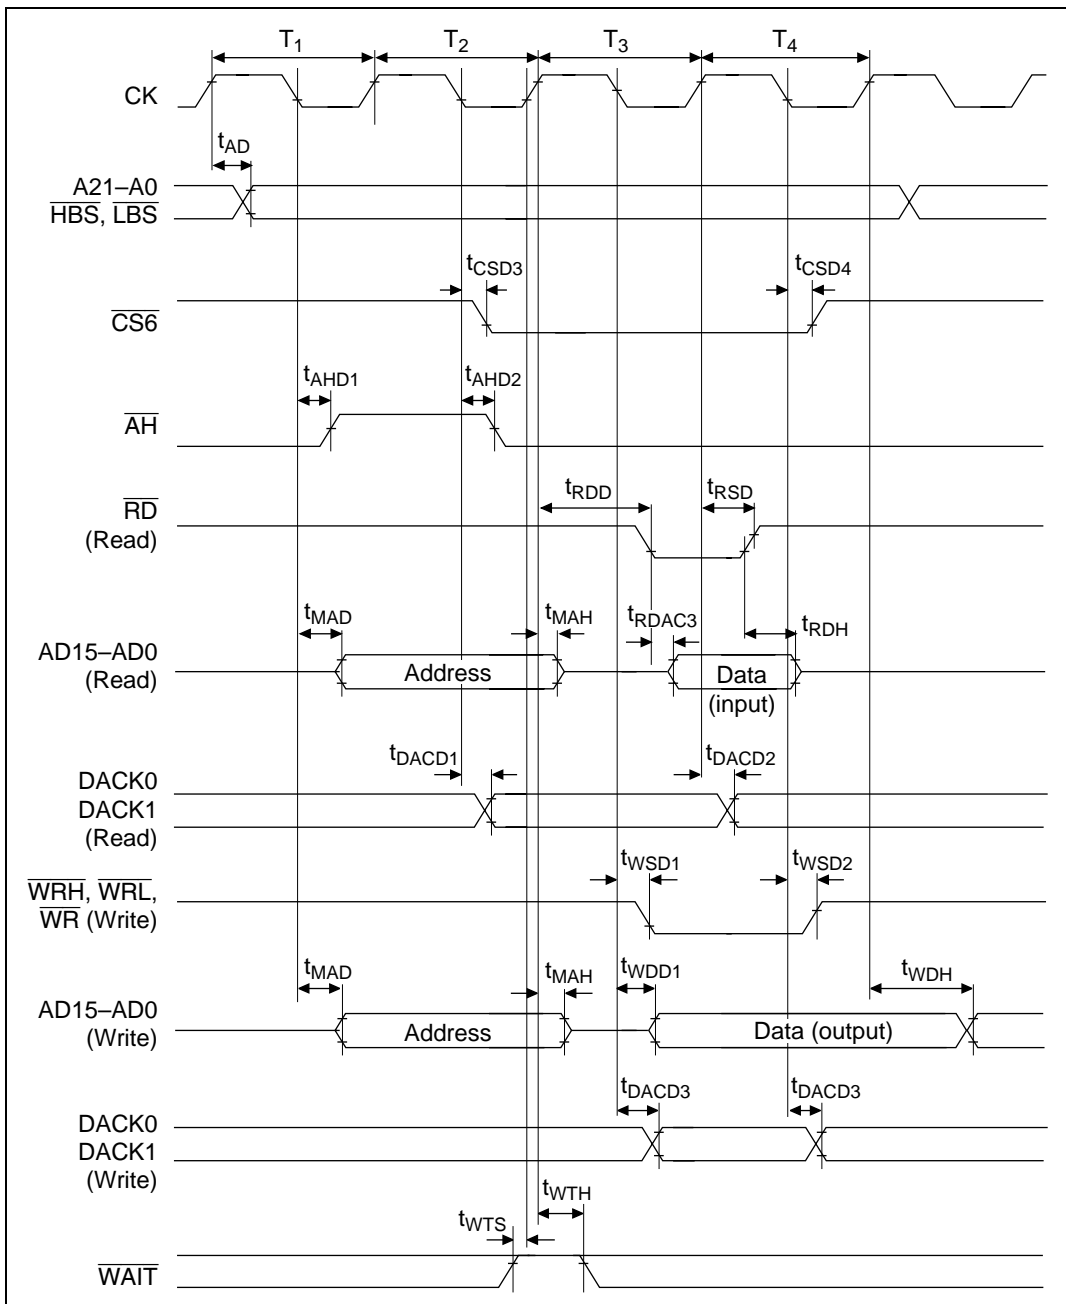 T1 T2 T3 T4
CK
tAD
A21–A0
HBS, LBS
tCSD3 tCSD4
CS6
tAHD1 tAHD2
AH
tRDD tRSD
RD
(Read)
tMAD tMAH tRDAC3 tRDH
AD15–AD0
(Read)
Address Data
(input)
tDACD1 tDACD2
DACK0
DACK1
(Read)
tWSD1 tWSD2
WRH, WRL,
WR (Write)
tMAD tMAH tWDD1 tWDH
AD15–AD0
(Write)
Address Data (output)
tDACD3 tDACD3
DACK0
DACK1
(Write)
tWTH
tWTS
WAIT